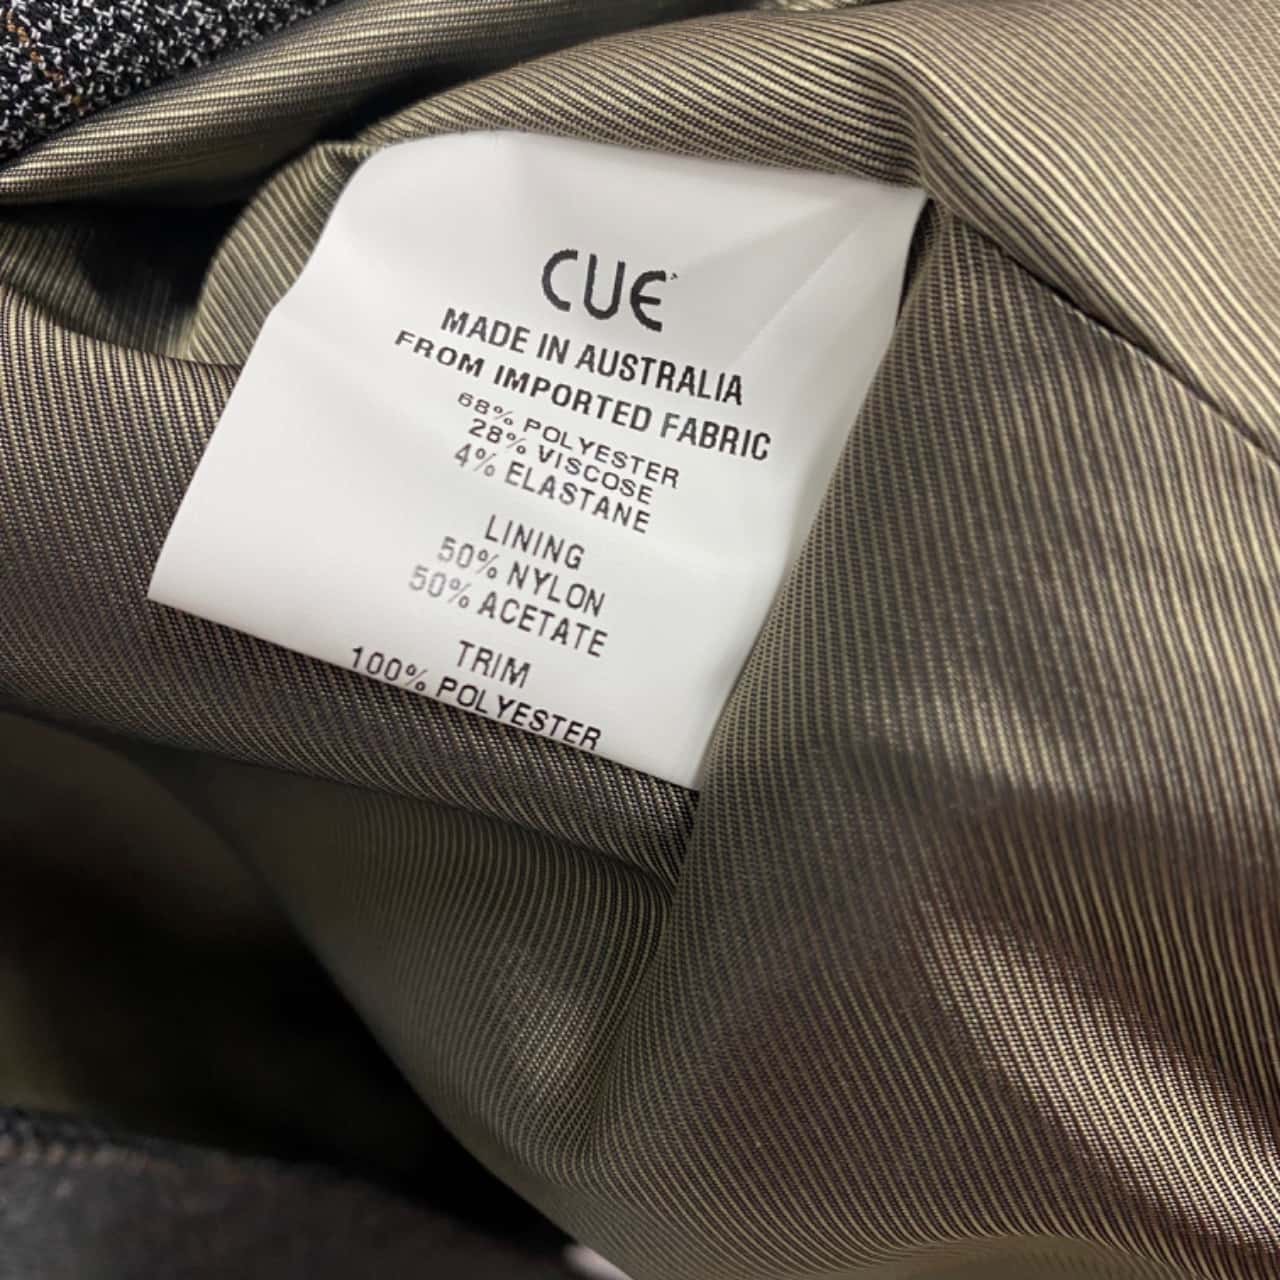 CUE
MADE IN AUSTRALIA
FROM IMPORTED FABRIC
68% POLYESTER
28% VISCOSE
4% ELASTANE
LINING
50% NYLON
50% ACETATE
TRIM
100% POLYESTER